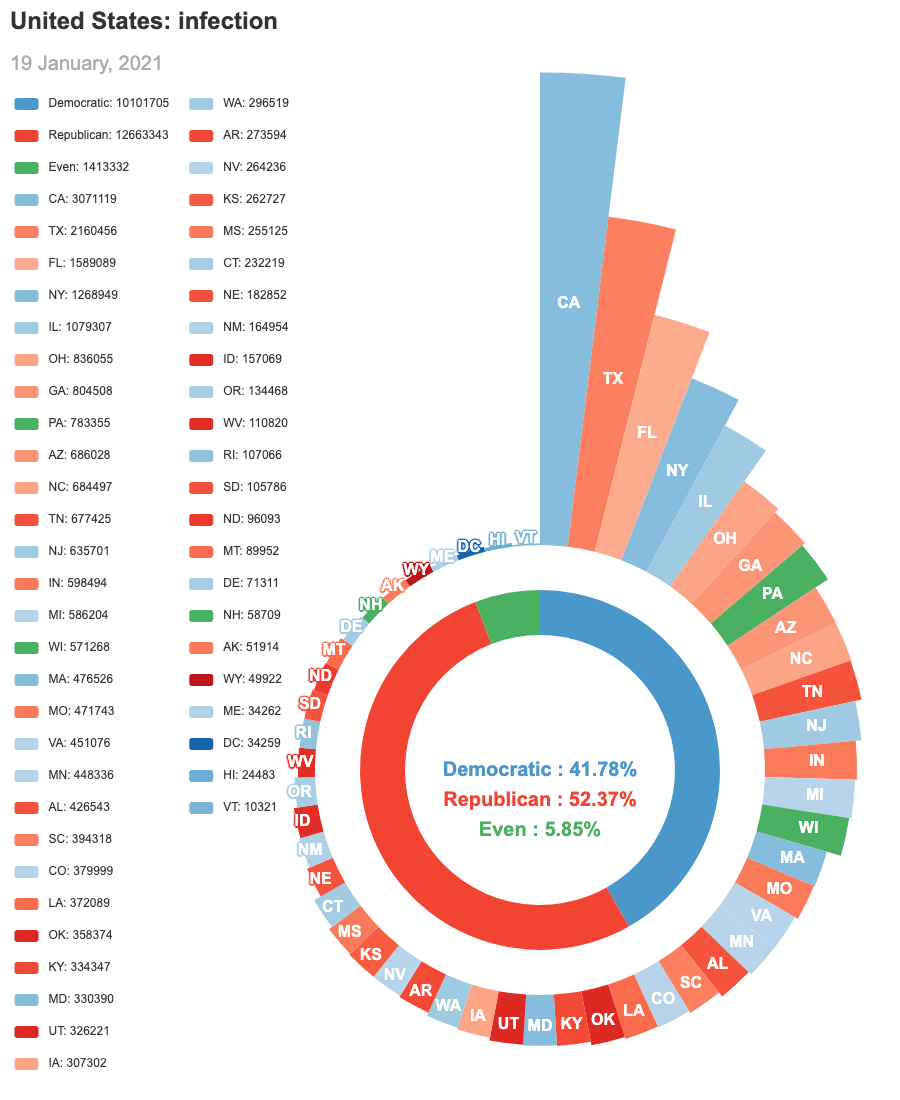 United States: infection
19 January, 2021
Democratic: 10101705
Republican: 12663343
Even: 1413332
CA: 3071119
TX: 2160456
FL: 1589089
NY: 1268949
IL: 1079307
OH: 836055
GA: 804508
PA: 783355
AZ: 686028
NC: 684497
TN: 677425
NJ: 635701
IN: 598494
MI: 586204
WI: 571268
MA: 476526
MO: 471743
VA: 451076
MN: 448336
AL: 426543
SC: 394318
CO: 379999
LA: 372089
OK: 358374
KY: 334347
MD: 330390
UT: 326221
IA: 307302
WA: 296519
AR: 273594
NV: 264236
KS: 262727
MS: 255125
CT: 232219
NE: 182852
NM: 164954
ID: 157069
OR: 134468
WV: 110820
RI: 107066
SD: 105786
ND: 96093
MT: 89952
DE: 71311
NH: 58709
AK: 51914
WY: 49922
ME: 34262
DC: 34259
HI: 24483
VT: 10321
CA
TX
FL
NY
IL
OH
GA
PA
AZ
NC
TN
NJ
IN
MI
WI
MA
MO
VA
MN
AL
SC
CO
LA
OK
KY
MD
UT
IA
WA
AR
NV
KS
MS
CT
NE
NM
ID
OR
WV
RI
SD
ND
MT
DE
NH
AK
WY
ME
DC
HI
VT
Democratic : 41.78%
Republican : 52.37%
Even : 5.85%